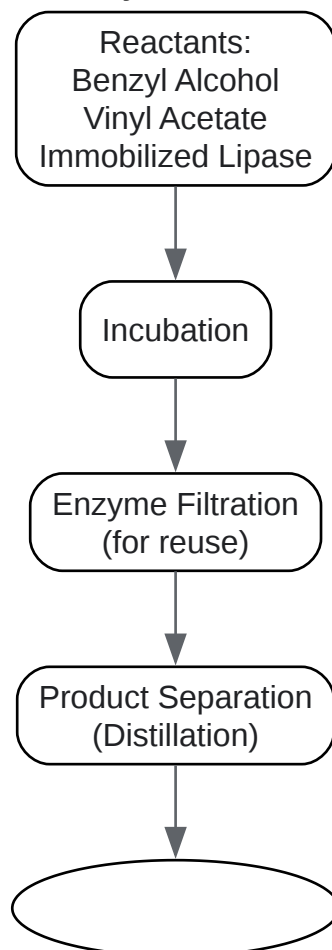 Reactants:
Benzyl Alcohol
Vinyl Acetate
Immobilized Lipase
Incubation
Enzyme Filtration
(for reuse)
Product Separation
(Distillation)